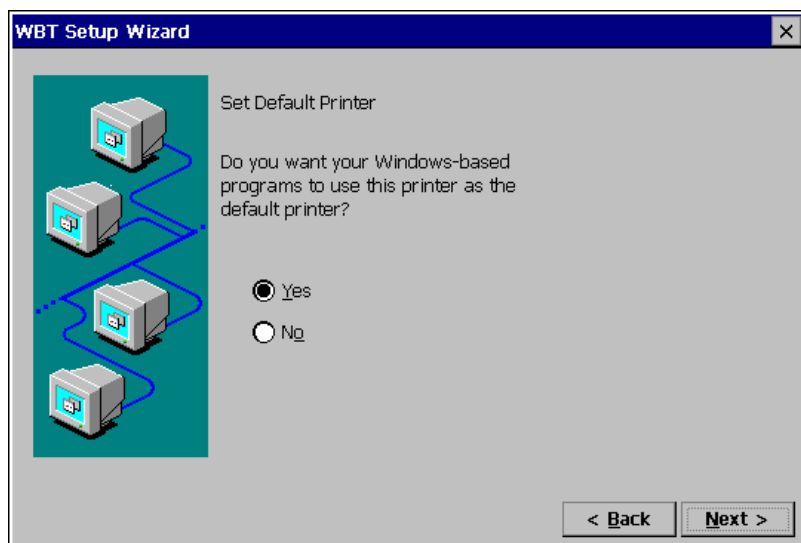 WBT Setup Wizard
Set Default Printer
Do you want your Windows-based
programs to use this printer as the
default printer?
Yes
No
< Back
Next >